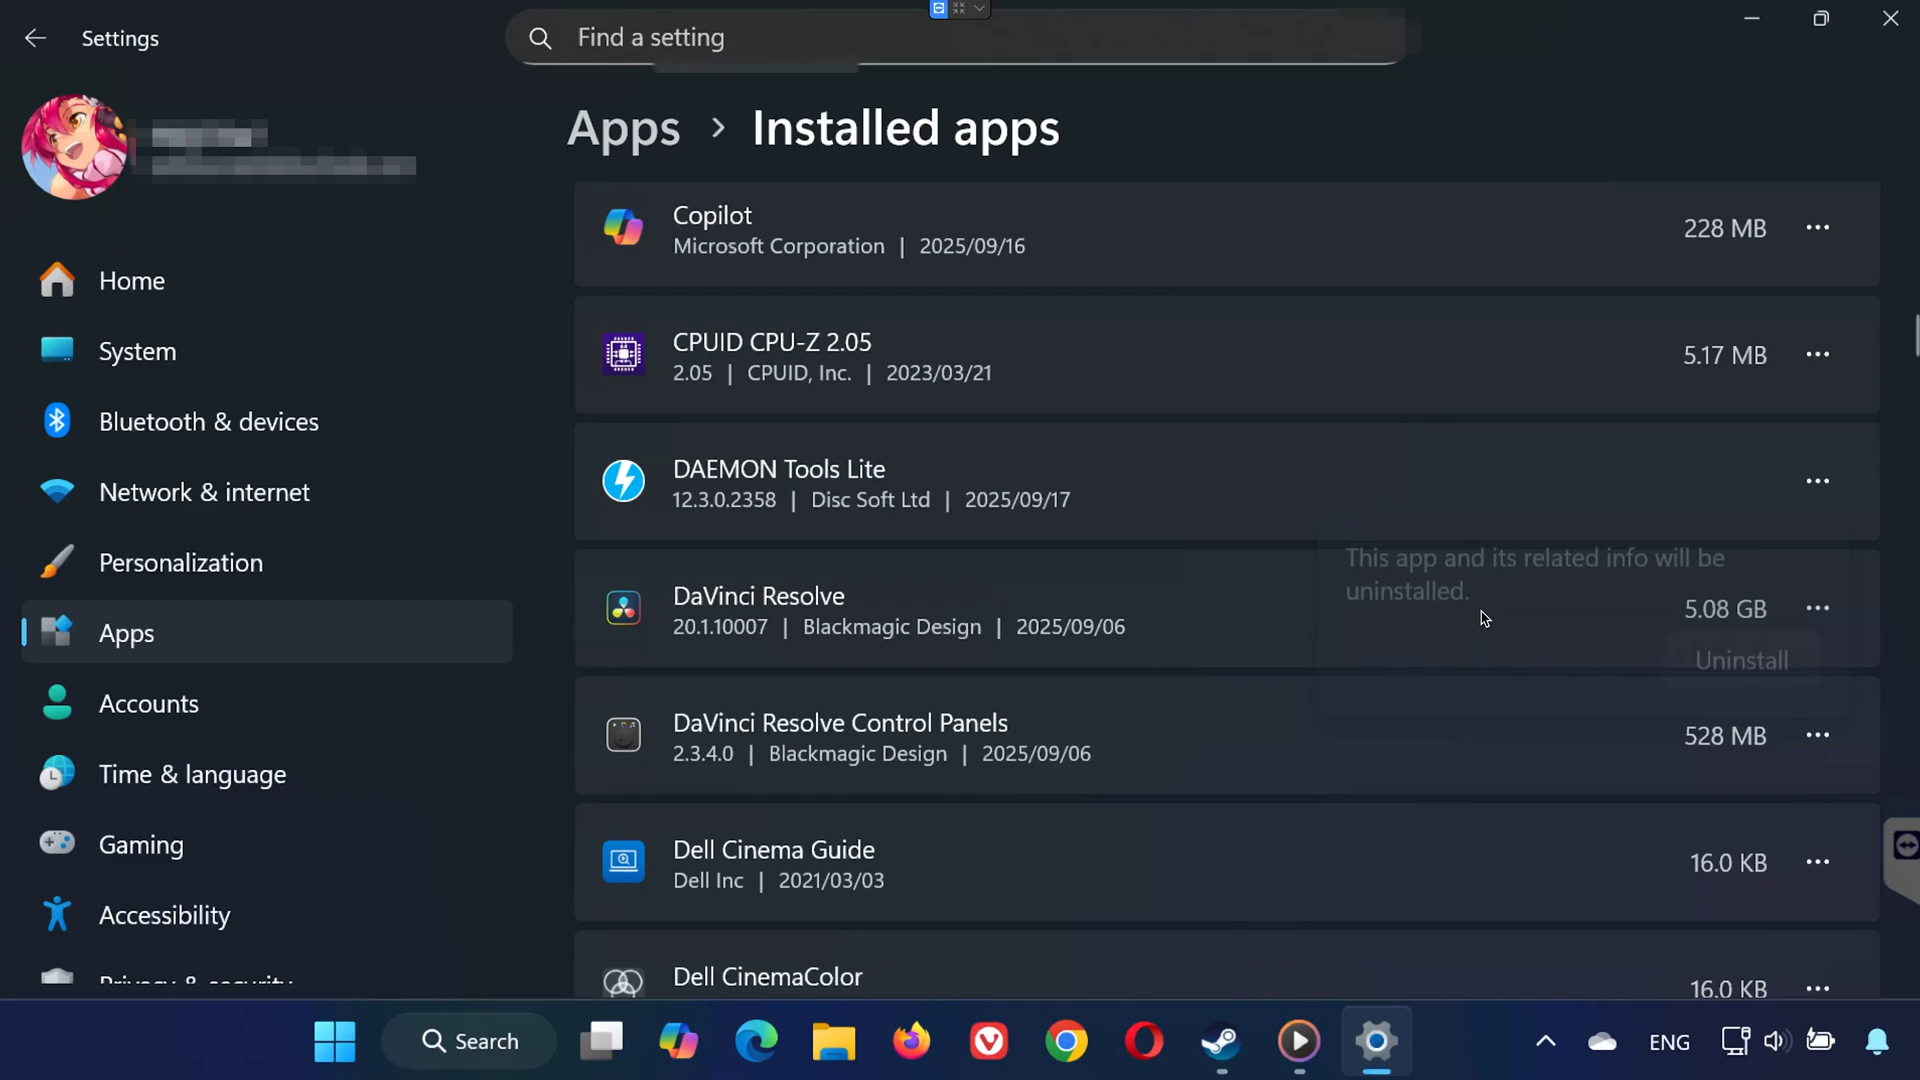 Settings
Find a setting
Home
System
Bluetooth & devices
Network & internet
Personalization
Apps
Accounts
Time & language
Gaming
Accessibility
Privacy & security
Apps > Installed apps
Copilot
Microsoft Corporation | 2025/09/16
228 MB
CPUID CPU-Z 2.05
2.05 | CPUID, Inc. | 2023/03/21
5.17 MB
DAEMON Tools Lite
12.3.0.2358 | Disc Soft Ltd | 2025/09/17
This app and its related info will be
uninstalled.
Uninstall
DaVinci Resolve
20.1.10007 | Blackmagic Design | 2025/09/06
5.08 GB
DaVinci Resolve Control Panels
2.3.4.0 | Blackmagic Design | 2025/09/06
528 MB
Dell Cinema Guide
Dell Inc | 2021/03/03
16.0 KB
Dell CinemaColor
16.0 KB
Search
ENG